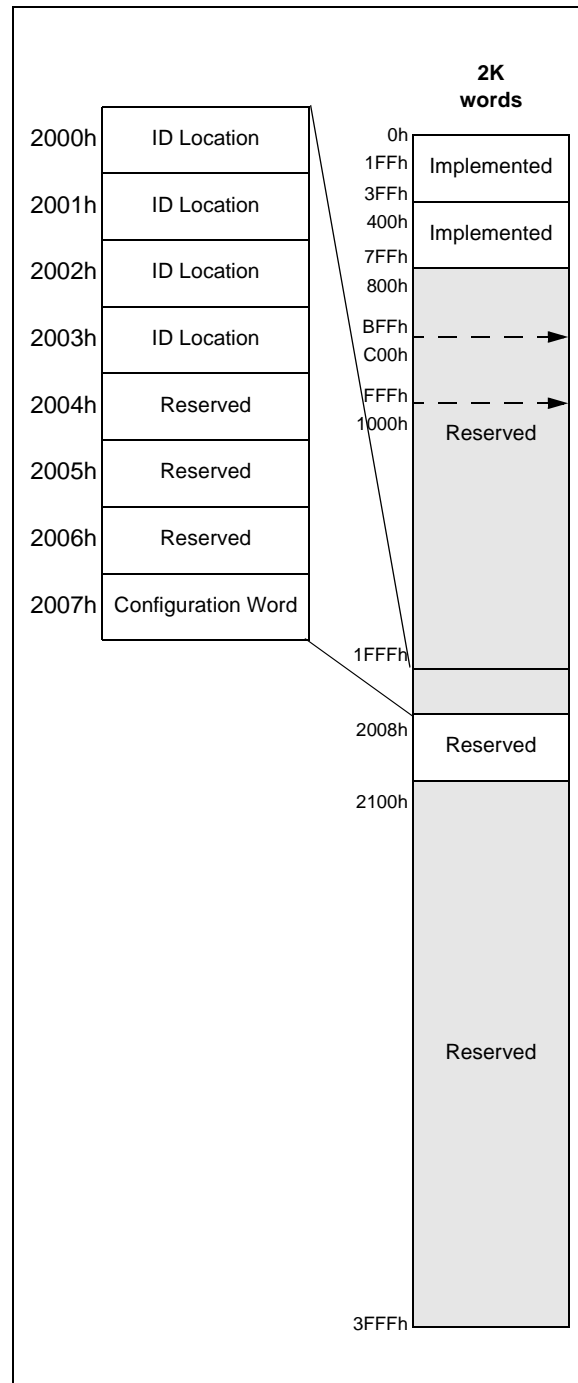 2K
words
2000h ID Location
2001h ID Location
2002h ID Location
2003h ID Location
2004h Reserved
2005h Reserved
2006h Reserved
2007h Configuration Word
0h
1FFh
Implemented
3FFh
400h
Implemented
7FFh
800h
BFFh
C00h
FFFh
1000h
Reserved
1FFFh
2008h
Reserved
2100h
Reserved
3FFFh